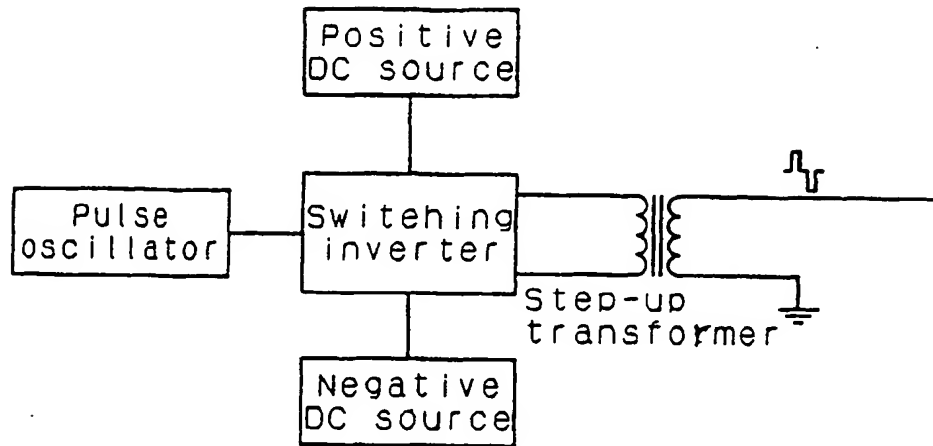 Positive
DC source
Pulse
oscillator
Switehing
inverter
Step-up
transformer
Negative
DC source